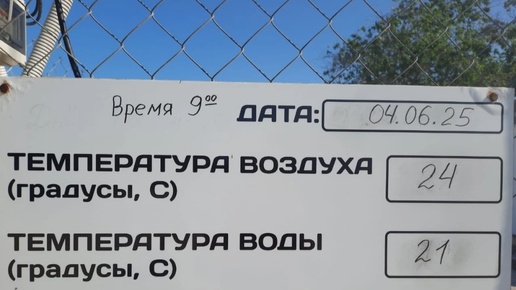 Время 9⁰⁰ ДАТА: 04.06.25
ТЕМПЕРАТУРА ВОЗДУХА 24
(градусы, С)
ТЕМПЕРАТУРА ВОДЫ 21
(градусы, С)